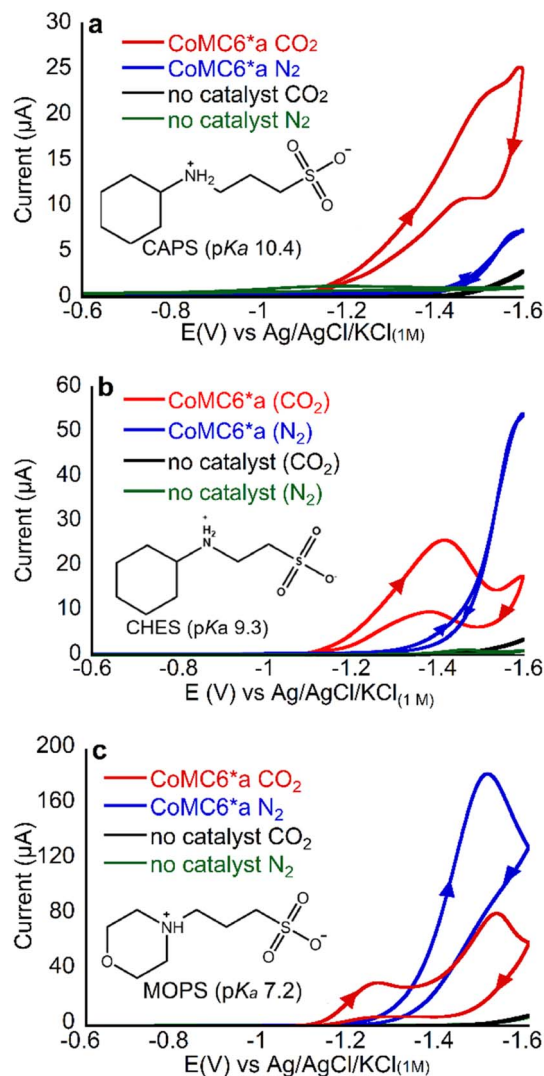 a
30
25
20
15
10
5
0
Current (µA)
CoMC6*a CO₂
CoMC6*a N₂
no catalyst CO₂
no catalyst N₂
+
NH₂
O
S
O⁻
O
CAPS (pKa 10.4)
-0.6 -0.8 -1 -1.2 -1.4 -1.6
E(V) vs Ag/AgCl/KCl(1M)
b
60
50
40
30
20
10
0
Current (µA)
CoMC6*a (CO₂)
CoMC6*a (N₂)
no catalyst (CO₂)
no catalyst (N₂)
+
H₂
N
O
S
O
O⁻
CHES (pKa 9.3)
-0.6 -0.8 -1 -1.2 -1.4 -1.6
E (V) vs Ag/AgCl/KCl(1 M)
c
200
160
120
80
40
0
Current (µA)
CoMC6*a CO₂
CoMC6*a N₂
no catalyst CO₂
no catalyst N₂
+
NH
O
O
S
O⁻
O
MOPS (pKa 7.2)
-0.6 -0.8 -1 -1.2 -1.4 -1.6
E(V) vs Ag/AgCl/KCl(1M)